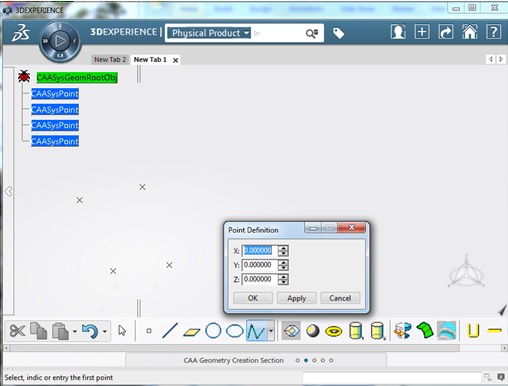 3DEXPERIENCE
3DEXPERIENCE | Physical Product
New Tab 2 New Tab 1
CAASysGeomRootObj
CAASysPoint
CAASysPoint
CAASysPoint
CAASysPoint
Point Definition
X: 0.000000
Y: 0.000000
Z: 0.000000
OK Apply Cancel
CAA Geometry Creation Section
Select, indic or entry the first point